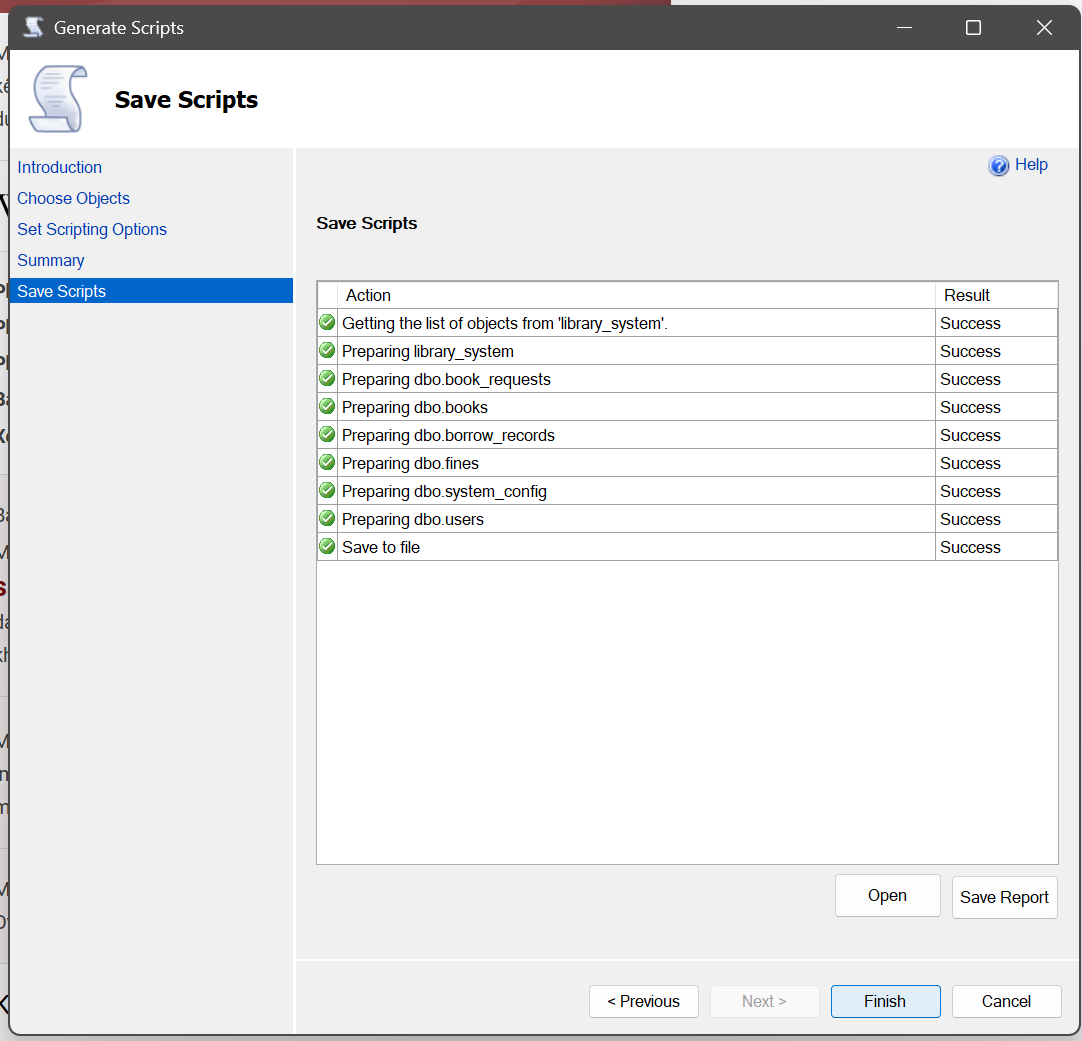 Generate Scripts
Save Scripts
Introduction
Choose Objects
Set Scripting Options
Summary
Save Scripts
Help
Save Scripts
Action Result
Getting the list of objects from 'library_system'. Success
Preparing library_system Success
Preparing dbo.book_requests Success
Preparing dbo.books Success
Preparing dbo.borrow_records Success
Preparing dbo.fines Success
Preparing dbo.system_config Success
Preparing dbo.users Success
Save to file Success
Open Save Report
< Previous Next > Finish Cancel